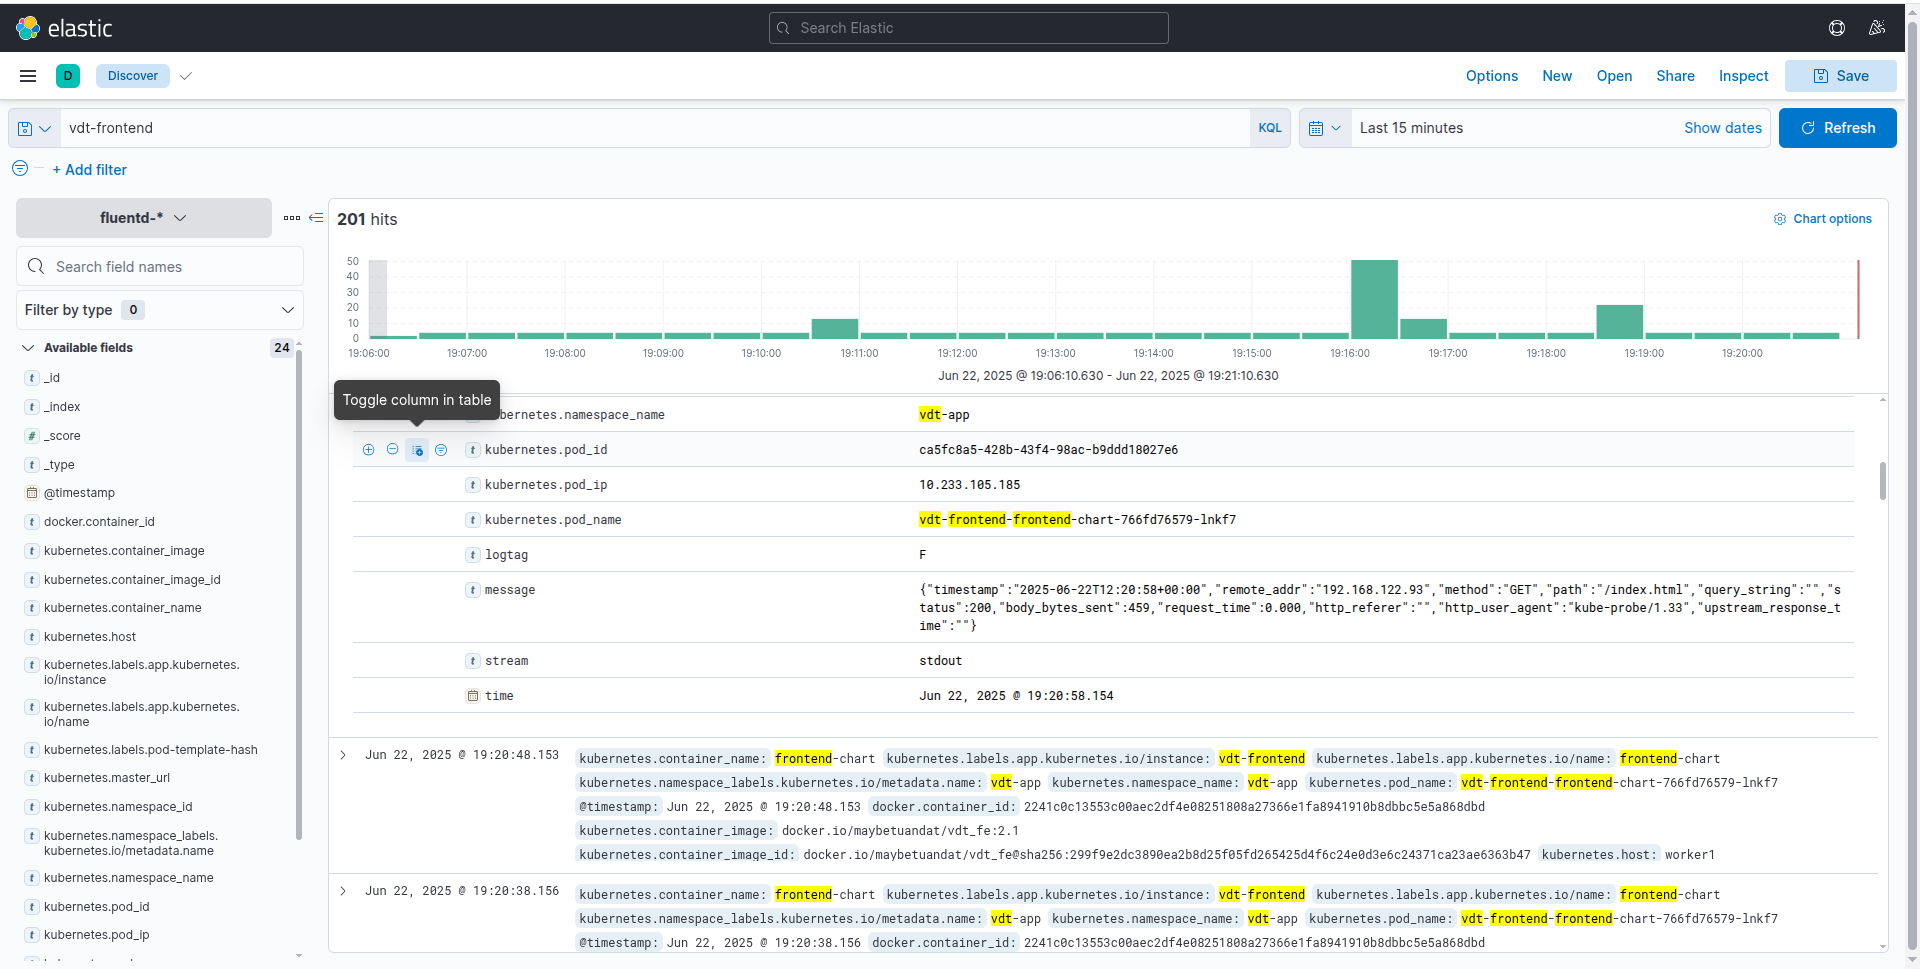 elastic
Search Elastic
D
Discover
Options
New
Open
Share
Inspect
Save
vdt-frontend
KQL
Last 15 minutes
Show dates
Refresh
+ Add filter
fluentd-*
Search field names
Filter by type 0
Available fields 24
t _id
t _index
# _score
t _type
@timestamp
t docker.container_id
t kubernetes.container_image
t kubernetes.container_image_id
t kubernetes.container_name
t kubernetes.host
t kubernetes.labels.app.kubernetes.
io/instance
t kubernetes.labels.app.kubernetes.
io/name
t kubernetes.labels.pod-template-hash
t kubernetes.master_url
t kubernetes.namespace_id
t kubernetes.namespace_labels.
kubernetes.io/metadata.name
t kubernetes.namespace_name
t kubernetes.pod_id
t kubernetes.pod_ip
201 hits
Chart options
50
40
30
20
10
0
19:06:00 19:07:00 19:08:00 19:09:00 19:10:00 19:11:00 19:12:00 19:13:00 19:14:00 19:15:00 19:16:00 19:17:00 19:18:00 19:19:00 19:20:00
Jun 22, 2025 @ 19:06:10.630 - Jun 22, 2025 @ 19:21:10.630
Toggle column in table
bernetes.namespace_name vdt-app
t kubernetes.pod_id ca5fc8a5-428b-43f4-98ac-b9ddd18027e6
t kubernetes.pod_ip 10.233.105.185
t kubernetes.pod_name vdt-frontend-frontend-chart-766fd76579-lnkf7
t logtag F
t message {"timestamp":"2025-06-22T12:20:58+00:00","remote_addr":"192.168.122.93","method":"GET","path":"/index.html","query_string":"","s
tatus":200,"body_bytes_sent":459,"request_time":0.000,"http_referer":"","http_user_agent":"kube-probe/1.33","upstream_response_t
ime":""}
t stream stdout
time Jun 22, 2025 @ 19:20:58.154
Jun 22, 2025 @ 19:20:48.153 kubernetes.container_name: frontend-chart kubernetes.labels.app.kubernetes.io/instance: vdt-frontend kubernetes.labels.app.kubernetes.io/name: frontend-chart
kubernetes.namespace_labels.kubernetes.io/metadata.name: vdt-app kubernetes.namespace_name: vdt-app kubernetes.pod_name: vdt-frontend-frontend-chart-766fd76579-lnkf7
@timestamp: Jun 22, 2025 @ 19:20:48.153 docker.container_id: 2241c0c13553c00aec2df4e08251808a27366e1fa8941910b8dbbc5e5a868dbd
kubernetes.container_image: docker.io/maybetuandat/vdt_fe:2.1
kubernetes.container_image_id: docker.io/maybetuandat/vdt_fe@sha256:299f9e2dc3890ea2b8d25f05fd265425d4f6c24e0d3e6c24371ca23ae6363b47 kubernetes.host: worker1
Jun 22, 2025 @ 19:20:38.156 kubernetes.container_name: frontend-chart kubernetes.labels.app.kubernetes.io/instance: vdt-frontend kubernetes.labels.app.kubernetes.io/name: frontend-chart
kubernetes.namespace_labels.kubernetes.io/metadata.name: vdt-app kubernetes.namespace_name: vdt-app kubernetes.pod_name: vdt-frontend-frontend-chart-766fd76579-lnkf7
@timestamp: Jun 22, 2025 @ 19:20:38.156 docker.container_id: 2241c0c13553c00aec2df4e08251808a27366e1fa8941910b8dbbc5e5a868dbd